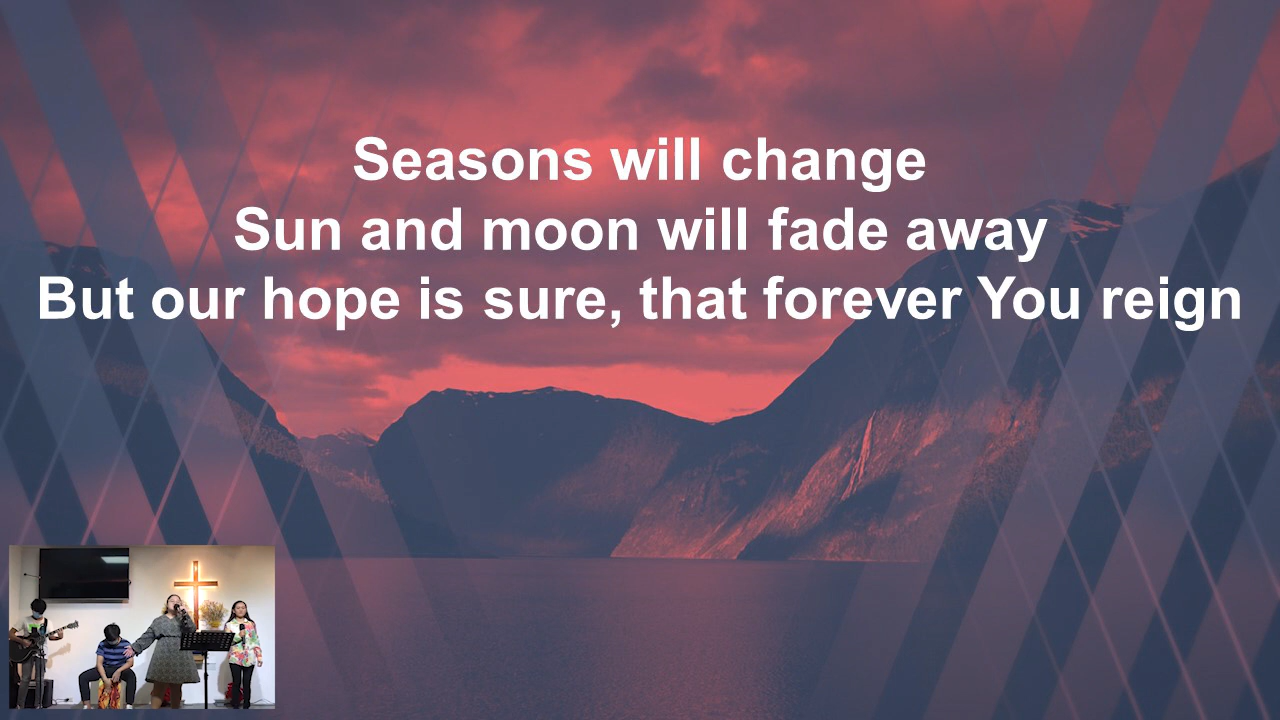 Seasons will change
Sun and moon will fade away
But our hope is sure, that forever You reign